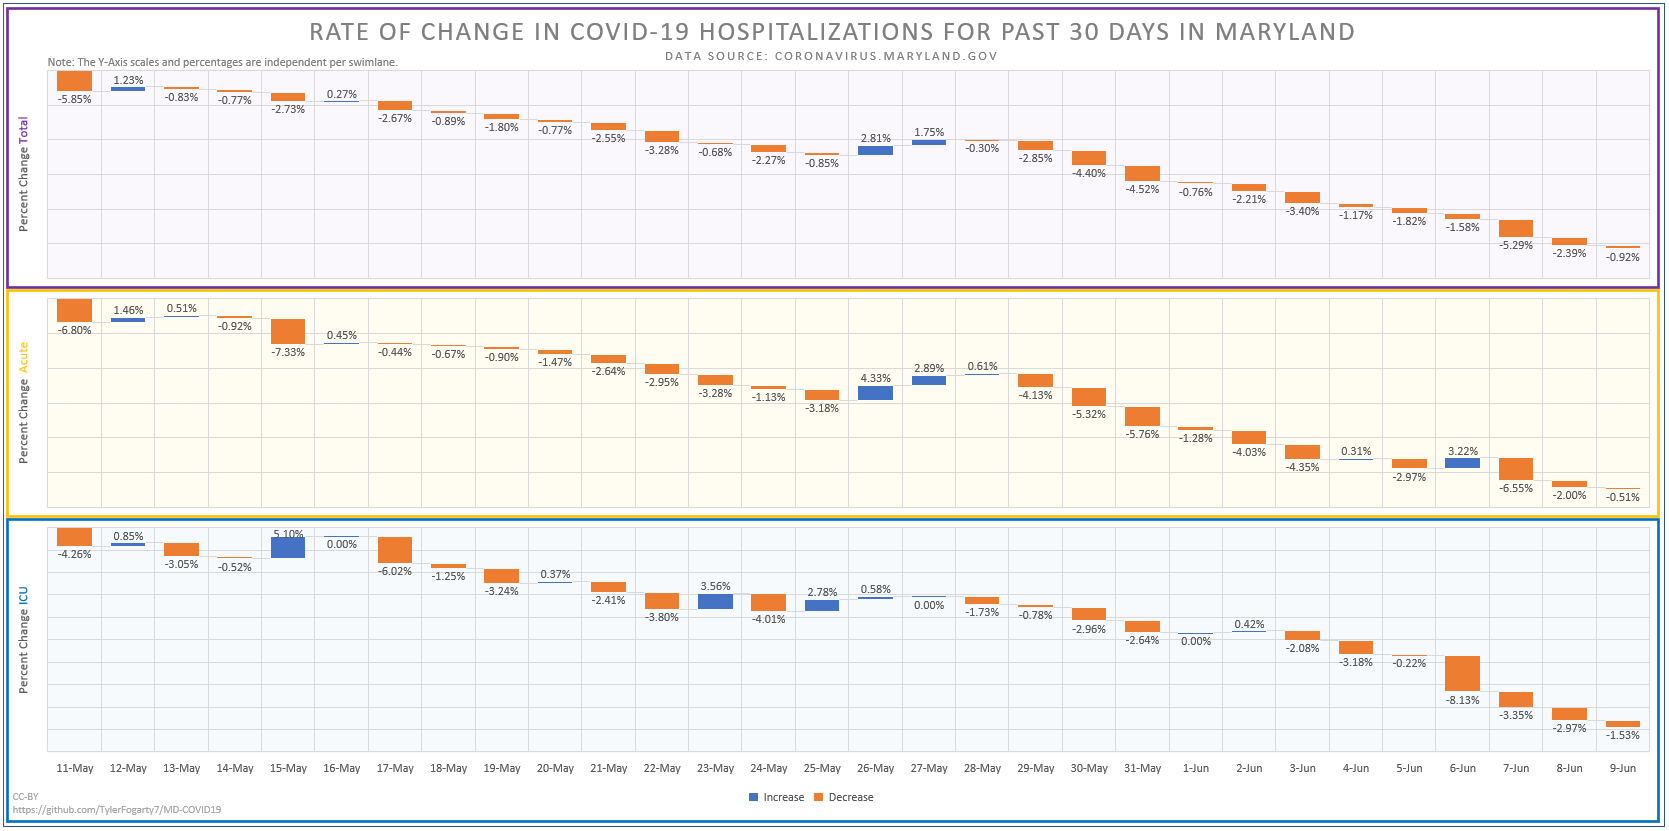 RATE OF CHANGE IN COVID-19 HOSPITALIZATIONS FOR PAST 30 DAYS IN MARYLAND
DATA SOURCE: CORONAVIRUS.MARYLAND.GOV
Note: The Y-Axis scales and percentages are independent per swimlane.
Percent Change Total
-5.85% 1.23% -0.83% -0.77% -2.73% 0.27% -2.67% -0.89% -1.80% -0.77% -2.55% -3.28% -0.68% -2.27% -0.85% 2.81% 1.75% -0.30% -2.85% -4.40% -4.52% -0.76% -2.21% -3.40% -1.17% -1.82% -1.58% -5.29% -2.39% -0.92%
Percent Change Acute
-6.80% 1.46% 0.51% -0.92% -7.33% 0.45% -0.44% -0.67% -0.90% -1.47% -2.64% -2.95% -3.28% -1.13% -3.18% 4.33% 2.89% 0.61% -4.13% -5.32% -5.76% -1.28% -4.03% -4.35% 0.31% -2.97% 3.22% -6.55% -2.00% -0.51%
Percent Change ICU
-4.26% 0.85% -3.05% -0.52% 5.10% 0.00% -6.02% -1.25% -3.24% 0.37% -2.41% -3.80% 3.56% -4.01% 2.78% 0.58% 0.00% -1.73% -0.78% -2.96% -2.64% 0.00% 0.42% -2.08% -3.18% -0.22% -8.13% -3.35% -2.97% -1.53%
11-May 12-May 13-May 14-May 15-May 16-May 17-May 18-May 19-May 20-May 21-May 22-May 23-May 24-May 25-May 26-May 27-May 28-May 29-May 30-May 31-May 1-Jun 2-Jun 3-Jun 4-Jun 5-Jun 6-Jun 7-Jun 8-Jun 9-Jun
Increase Decrease
CC-BY
https://github.com/TylerFogarty7/MD-COVID19